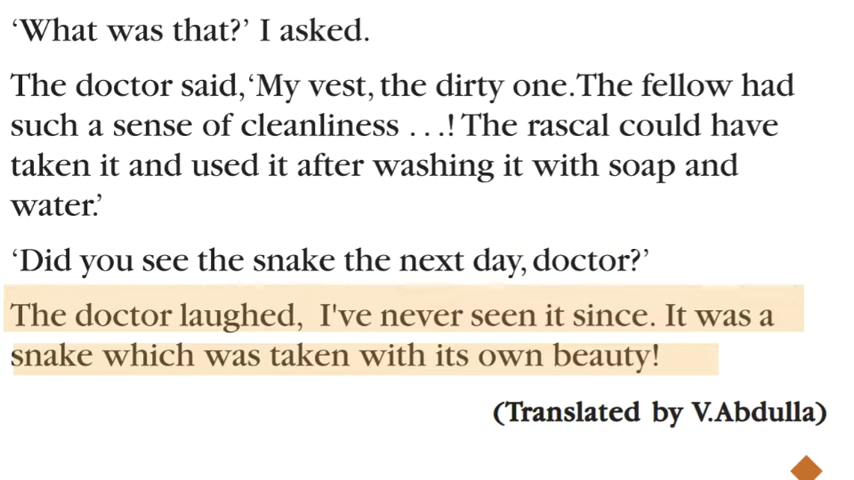 ‘What was that?’ I asked.
The doctor said,‘My vest, the dirty one.The fellow had
such a sense of cleanliness . . .! The rascal could have
taken it and used it after washing it with soap and
water.’
‘Did you see the snake the next day, doctor?’
The doctor laughed, I've never seen it since. It was a
snake which was taken with its own beauty!
(Translated by V.Abdulla)